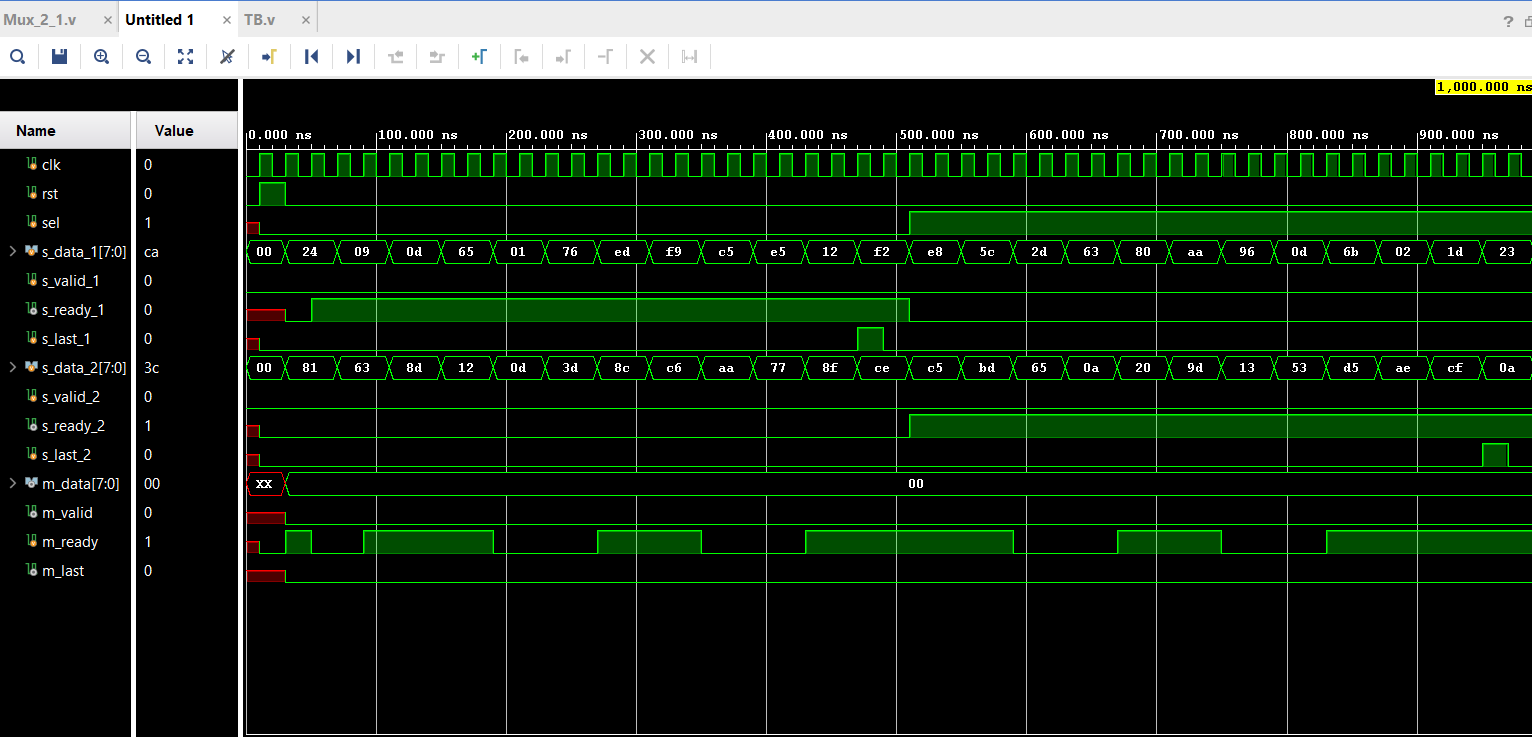 Mux_2_1.v × Untitled 1 × TB.v ×
?
1,000.000 ns
Name Value
0.000 ns 100.000 ns 200.000 ns 300.000 ns 400.000 ns 500.000 ns 600.000 ns 700.000 ns 800.000 ns 900.000 ns
clk 0
rst 0
sel 1
s_data_1[7:0] ca 00 24 09 0d 65 01 76 ed f9 c5 e5 12 f2 e8 5c 2d 63 80 aa 96 0d 6b 02 1d 23
s_valid_1 0
s_ready_1 0
s_last_1 0
s_data_2[7:0] 3c 00 81 63 8d 12 0d 3d 8c c6 aa 77 8f ce c5 bd 65 0a 20 9d 13 53 d5 ae cf 0a
s_valid_2 0
s_ready_2 1
s_last_2 0
m_data[7:0] 00 XX 00
m_valid 0
m_ready 1
m_last 0